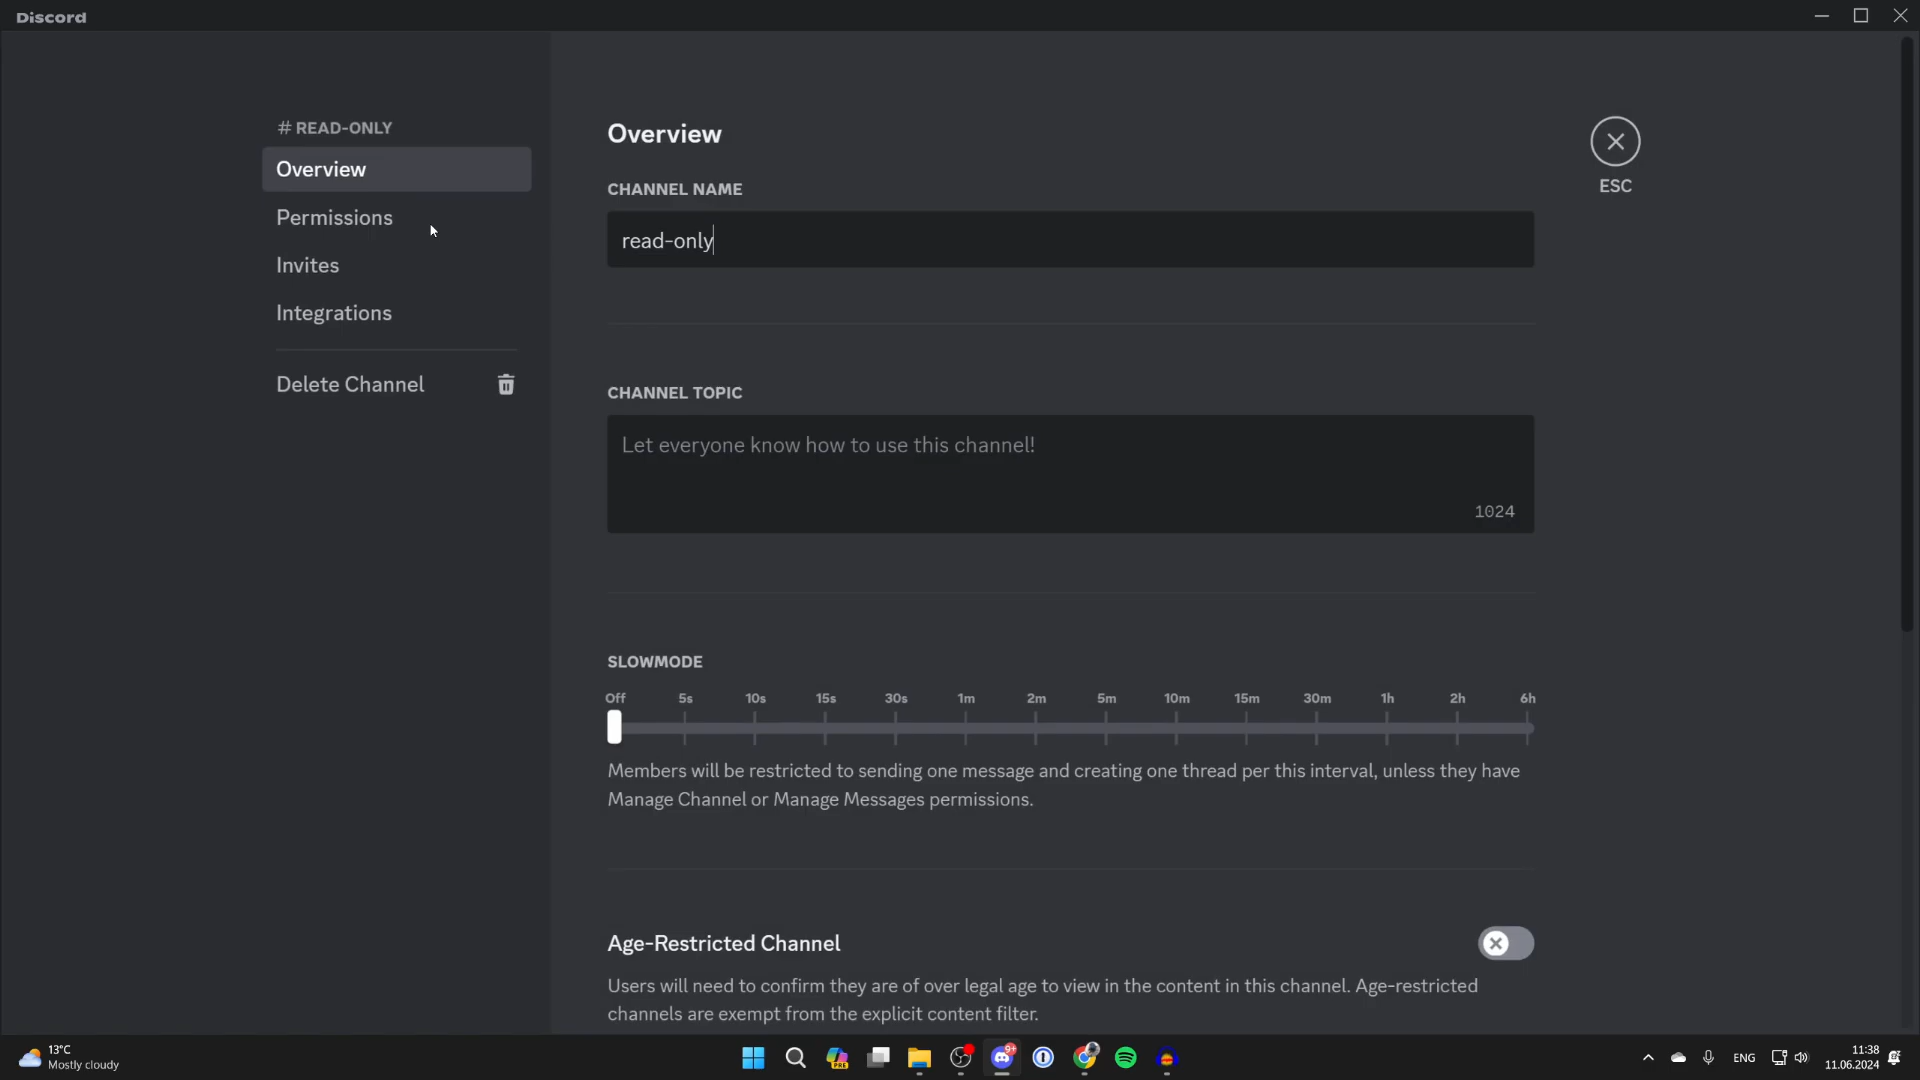 Discord
# READ-ONLY
Overview
Permissions
Invites
Integrations
Delete Channel
Overview
CHANNEL NAME
read-only
ESC
CHANNEL TOPIC
Let everyone know how to use this channel!
1024
SLOWMODE
Off 5s 10s 15s 30s 1m 2m 5m 10m 15m 30m 1h 2h 6h
Members will be restricted to sending one message and creating one thread per this interval, unless they have
Manage Channel or Manage Messages permissions.
Age-Restricted Channel
Users will need to confirm they are of over legal age to view in the content in this channel. Age-restricted
channels are exempt from the explicit content filter.
13°C
Mostly cloudy
PRE
9+
ENG
11:38
11.06.2024